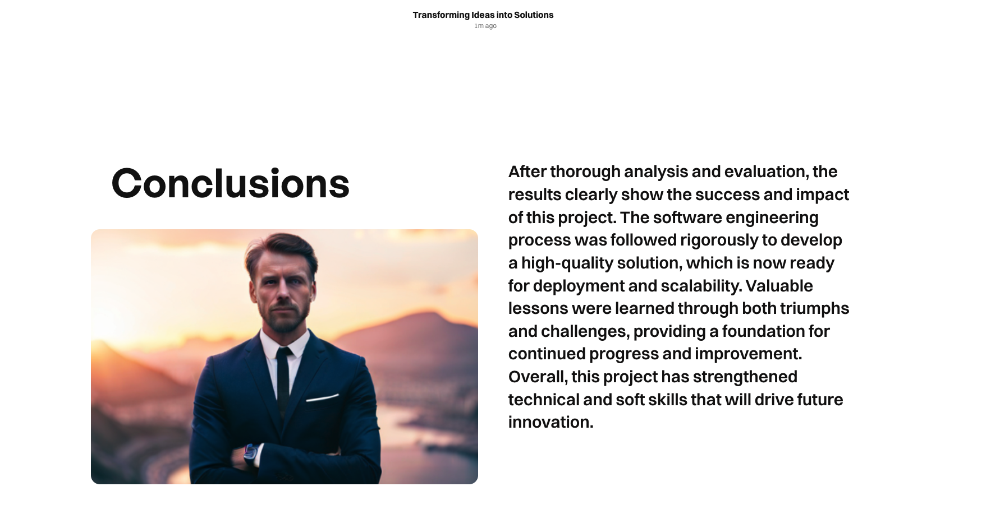 Transforming Ideas into Solutions
1m ago
Conclusions
After thorough analysis and evaluation, the
results clearly show the success and impact
of this project. The software engineering
process was followed rigorously to develop
a high-quality solution, which is now ready
for deployment and scalability. Valuable
lessons were learned through both triumphs
and challenges, providing a foundation for
continued progress and improvement.
Overall, this project has strengthened
technical and soft skills that will drive future
innovation.